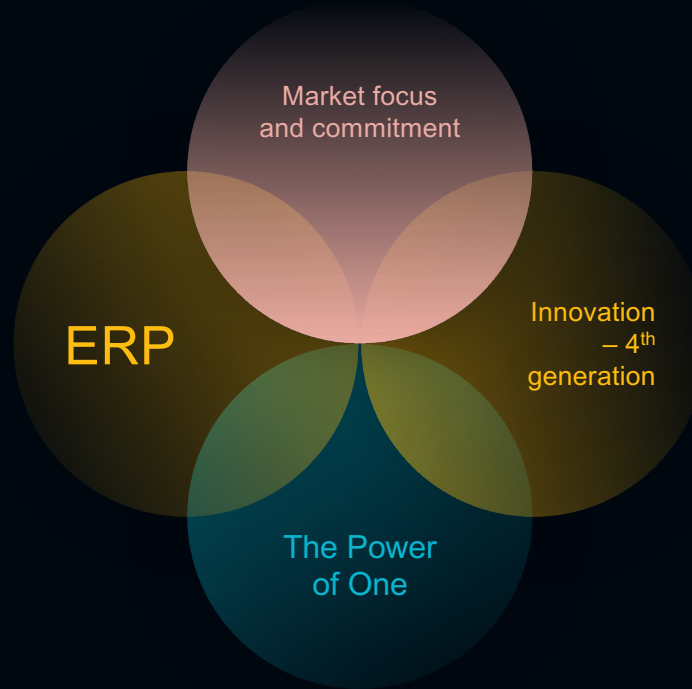 Market focus
and commitment
ERP
Innovation
– 4th
generation
The Power
of One